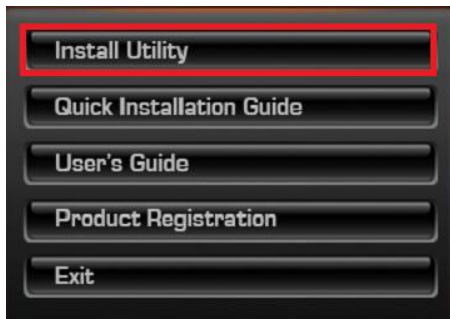 Install Utility
Quick Installation Guide
User's Guide
Product Registration
Exit